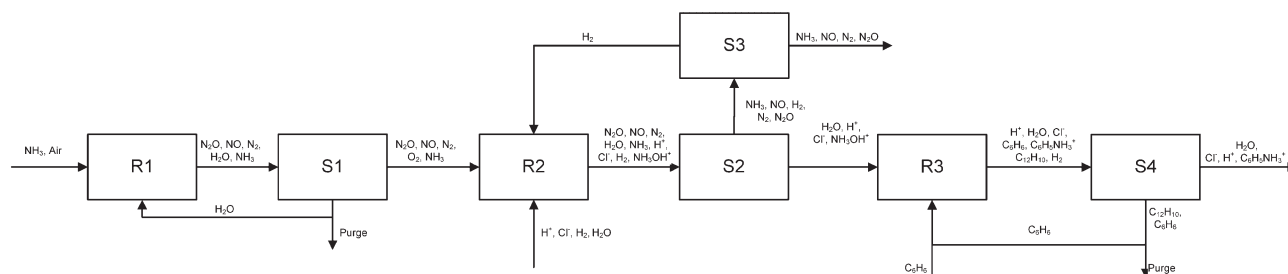 H₂
S3
NH₃, NO, N₂, N₂O
NH₃, NO, H₂,
N₂, N₂O
NH₃, Air
R1
N₂O, NO, N₂,
H₂O, NH₃
S1
N₂O, NO, N₂,
O₂, NH₃
R2
N₂O, NO, N₂,
H₂O, NH₃, H⁺,
Cl⁻, H₂, NH₃OH⁺
S2
H₂O, H⁺,
Cl⁻, NH₃OH⁺
R3
H⁺, H₂O, Cl⁻,
C₆H₆, C₆H₅NH₃⁺
C₁₂H₁₀, H₂
S4
H₂O,
Cl⁻, H⁺, C₆H₅NH₃⁺
H₂O
Purge
H⁺, Cl⁻, H₂, H₂O
C₆H₆
C₆H₆
C₁₂H₁₀,
C₆H₆
Purge